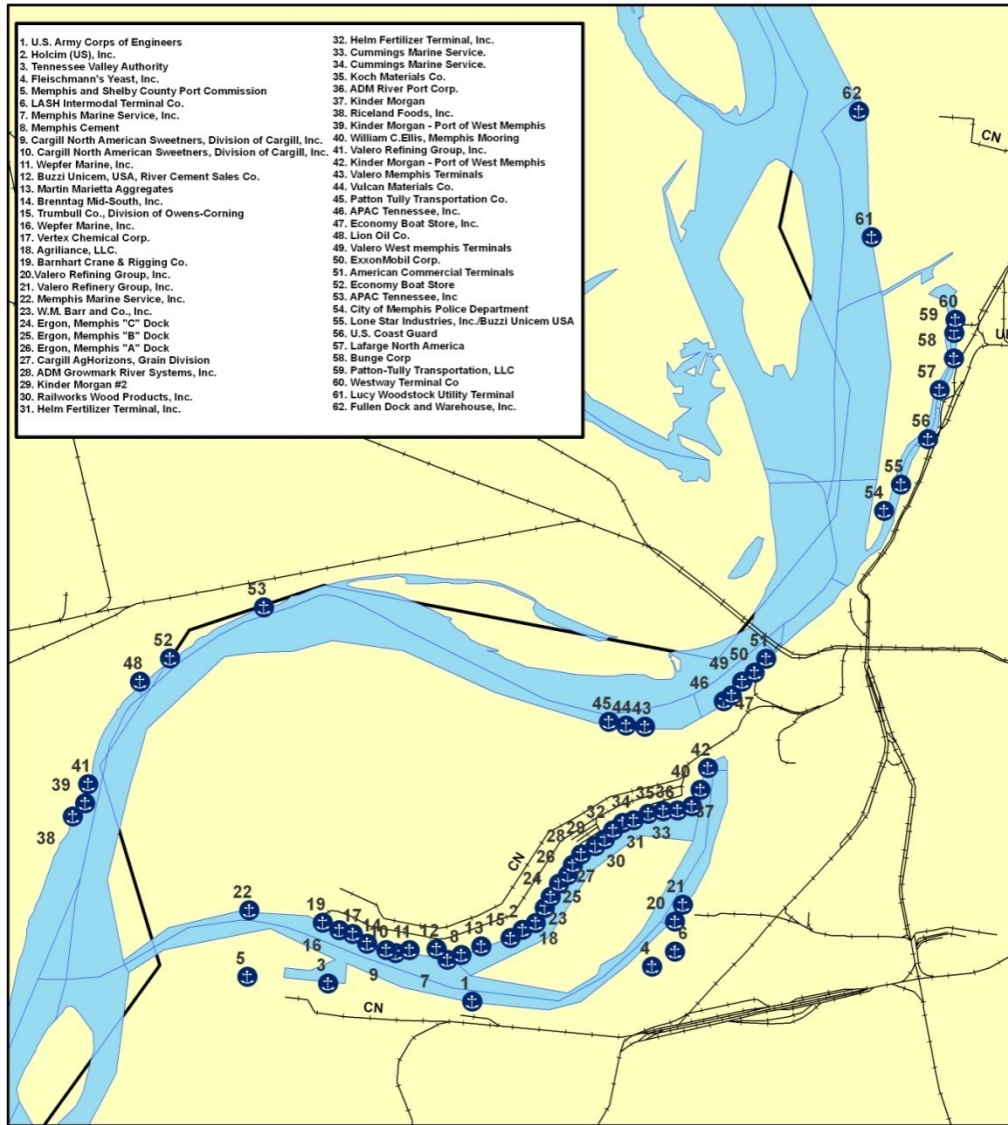 1. U.S. Army Corps of Engineers
2. Holcim (US), Inc.
3. Tennessee Valley Authority
4. Fleischmann's Yeast, Inc.
5. Memphis and Shelby County Port Commission
6. LASH Intermodal Terminal Co.
7. Memphis Marine Service, Inc.
8. Memphis Cement
9. Cargill North American Sweetners, Division of Cargill, Inc.
10. Cargill North American Sweetners, Division of Cargill, Inc.
11. Wepfer Marine, Inc.
12. Buzzi Unicem, USA, River Cement Sales Co.
13. Martin Marietta Aggregates
14. Brenntag Mid-South, Inc.
15. Trumbull Co., Division of Owens-Corning
16. Wepfer Marine, Inc.
17. Vertex Chemical Corp.
18. Agriliance, LLC.
19. Barnhart Crane & Rigging Co.
20.Valero Refining Group, Inc.
21. Valero Refinery Group, Inc.
22. Memphis Marine Service, Inc.
23. W.M. Barr and Co., Inc.
24. Ergon, Memphis "C" Dock
25. Ergon, Memphis "B" Dock
26. Ergon, Memphis "A" Dock
27. Cargill AgHorizons, Grain Division
28. ADM Growmark River Systems, Inc.
29. Kinder Morgan #2
30. Railworks Wood Products, Inc.
31. Helm Fertilizer Terminal, Inc.
32. Helm Fertilizer Terminal, Inc.
33. Cummings Marine Service.
34. Cummings Marine Service.
35. Koch Materials Co.
36. ADM River Port Corp.
37. Kinder Morgan
38. Riceland Foods, Inc.
39. Kinder Morgan - Port of West Memphis
40. William C.Ellis, Memphis Mooring
41. Valero Refining Group, Inc.
42. Kinder Morgan - Port of West Memphis
43. Valero Memphis Terminals
44. Vulcan Materials Co.
45. Patton Tully Transportation Co.
46. APAC Tennessee, Inc.
47. Economy Boat Store, Inc.
48. Lion Oil Co.
49. Valero West memphis Terminals
50. ExxonMobil Corp.
51. American Commercial Terminals
52. Economy Boat Store
53. APAC Tennessee, Inc
54. City of Memphis Police Department
55. Lone Star Industries, Inc./Buzzi Unicem USA
56. U.S. Coast Guard
57. Lafarge North America
58. Bunge Corp
59. Patton-Tully Transportation, LLC
60. Westway Terminal Co
61. Lucy Woodstock Utility Terminal
62. Fullen Dock and Warehouse, Inc.
62
CN
61
60
59
58
57
56
55
54
53
52
51
50
49
48
46
47
45
44
43
42
41
40
39
38
37
36
35
34
33
32
31
30
29
28
CN
27
26
25
24
23
22
21
20
19
18
17
16
15
14
13
12
11
10
9
8
7
6
5
4
3
2
1
CN